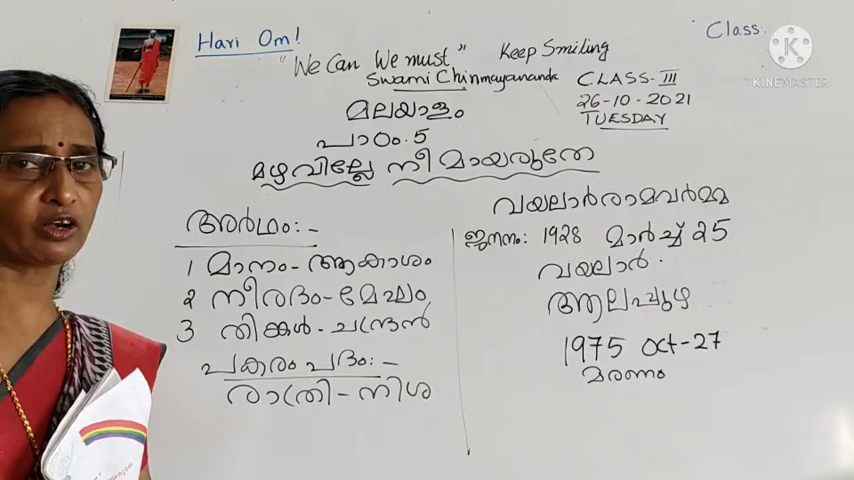 Hari Om!
"We Can We must" Keep Smiling
Swami Chinmayananda
Class:
KINEMASTER
CLASS-III
26-10-2021
TUESDAY
മലയാളം
പാഠം.5
മഴവില്ലേ നീ മായരുതേ
അർഥം:-
1 മാനം-ആകാശം
2 നീരദം-മേഘം
3 തിങ്കൾ-ചന്ദ്രൻ
പകരം പദം:-
രാത്രി-നിശ
വയലാർരാമവർമ്മ
ജനനം: 1928 മാർച്ച് 25
വയലാർ.
ആലപ്പുഴ
1975 oct-27
മരണം